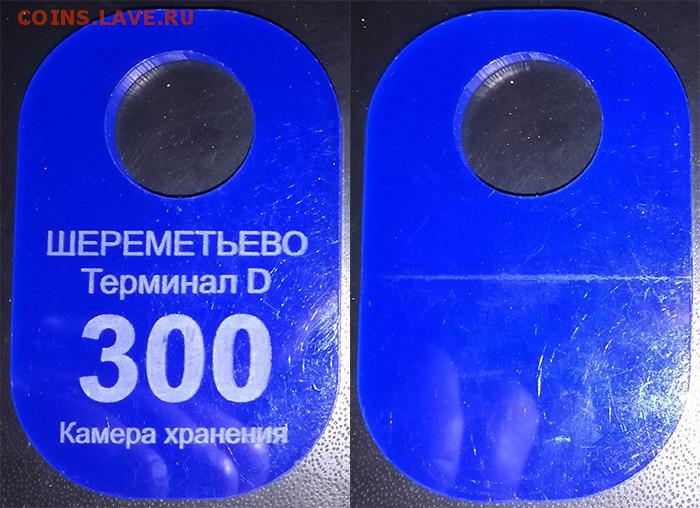 COINS.LAVE.RU
ШЕРЕМЕТЬЕВО
Терминал D
300
Камера хранения